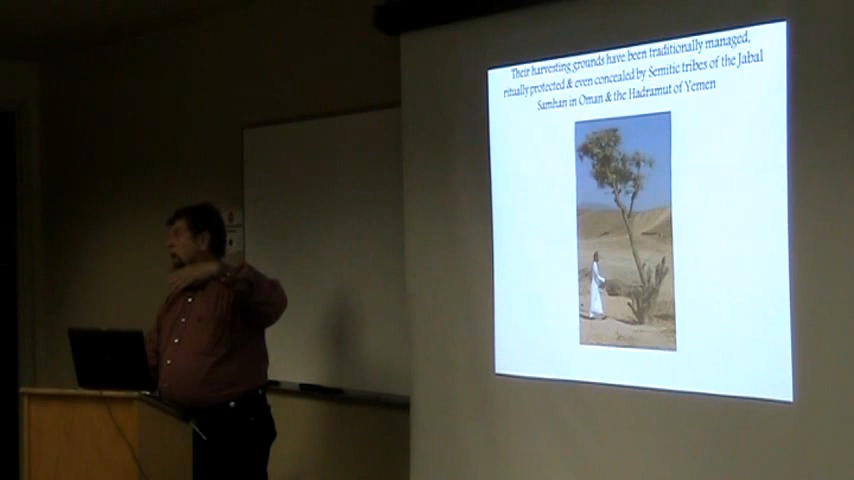 Their harvesting grounds have been traditionally managed,
ritually protected & even concealed by Semitic tribes of the Jabal
Samhan in Oman & the Hadramut of Yemen